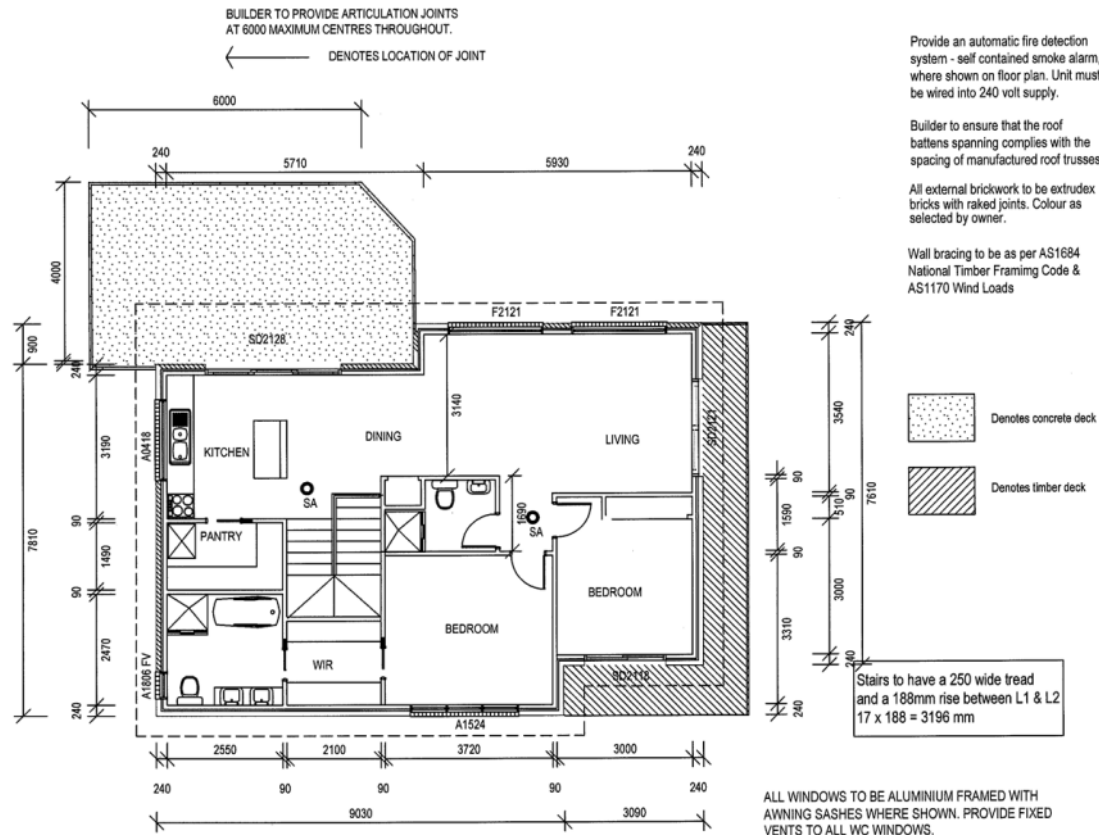 BUILDER TO PROVIDE ARTICULATION JOINTS
AT 6000 MAXIMUM CENTRES THROUGHOUT.
DENOTES LOCATION OF JOINT
Provide an automatic fire detection
system - self contained smoke alarm,
where shown on floor plan. Unit must
be wired into 240 volt supply.
Builder to ensure that the roof
battens spanning complies with the
spacing of manufactured roof trusses
All external brickwork to be extrudex
bricks with raked joints. Colour as
selected by owner.
Wall bracing to be as per AS1684
National Timber Framimg Code &
AS1170 Wind Loads
6000
240
5710
5930
240
4000
900
240
3190
90
1490
90
2470
240
7810
SD2128
F2121
F2121
A0418
KITCHEN
DINING
3140
LIVING
SD2121
SA
PANTRY
1690
SA
BEDROOM
BEDROOM
WIR
A1806 FV
SD2118
A1524
90
1590
90
3310
240
240
3540
90
510
3000
240
7610
Denotes concrete deck
Denotes timber deck
Stairs to have a 250 wide tread
and a 188mm rise between L1 & L2
17 x 188 = 3196 mm
2550
2100
3720
3000
240
90
90
90
240
9030
3090
ALL WINDOWS TO BE ALUMINIUM FRAMED WITH
AWNING SASHES WHERE SHOWN. PROVIDE FIXED
VENTS TO ALL WC WINDOWS.